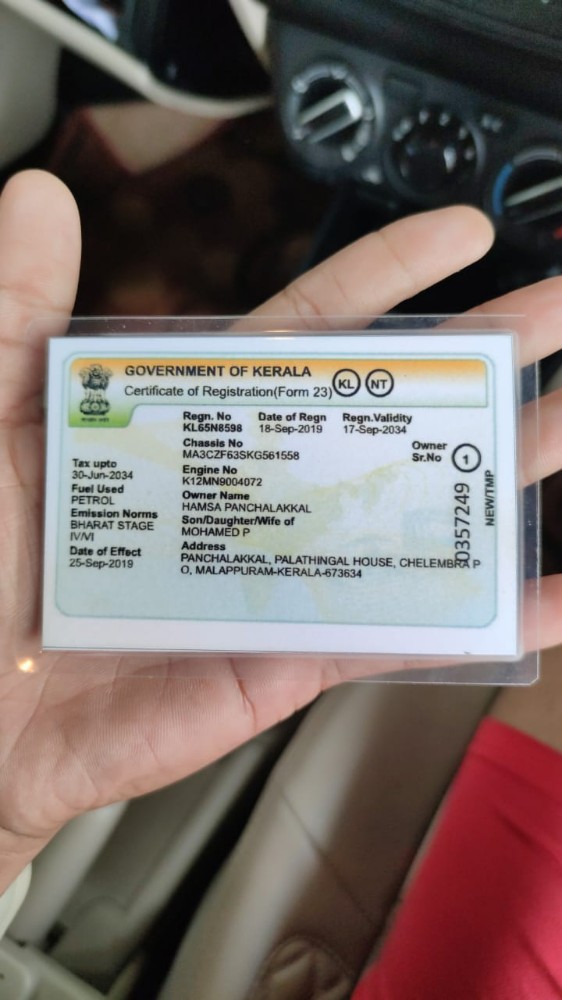 GOVERNMENT OF KERALA
Certificate of Registration(Form 23)
KL
NT
Regn. No Date of Regn Regn.Validity
KL65N8598 18-Sep-2019 17-Sep-2034
Chassis No
MA3CZF63SKG561558
Owner
Sr.No
1
Tax upto
30-Jun-2034
Engine No
K12MN9004072
Fuel Used
PETROL
Owner Name
HAMSA PANCHALAKKAL
Emission Norms
BHARAT STAGE
IV/VI
Son/Daughter/Wife of
MOHAMED P
Date of Effect
25-Sep-2019
Address
PANCHALAKKAL, PALATHINGAL HOUSE, CHELEMBRA P
O, MALAPPURAM-KERALA-673634
0357249
NEW/TMP